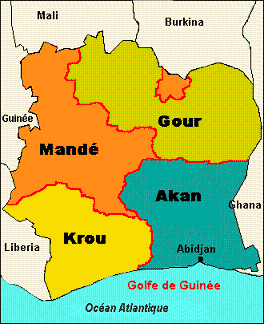 Mali
Burkina
Guinée
Gour
Mandé
Akan
Ghana
Krou
Liberia
Abidjan
Golfe de Guinée
Océan Atlantique